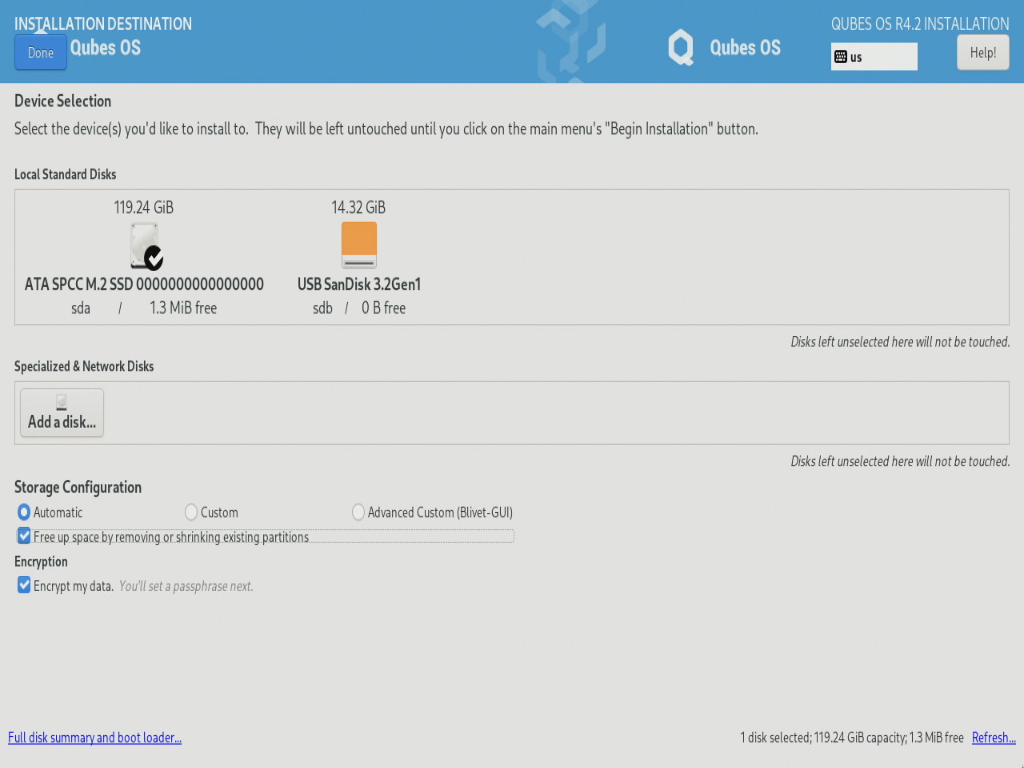 INSTALLATION DESTINATION
QUBES OS R4.2 INSTALLATION
Done
Qubes OS
Qubes OS
us
Help!
Device Selection
Select the device(s) you'd like to install to. They will be left untouched until you click on the main menu's "Begin Installation" button.
Local Standard Disks
119.24 GiB
14.32 GiB
ATA SPCC M.2 SSD 0000000000000000
USB SanDisk 3.2Gen1
sda / 1.3 MiB free
sdb / 0 B free
Disks left unselected here will not be touched.
Specialized & Network Disks
Add a disk...
Disks left unselected here will not be touched.
Storage Configuration
Automatic
Custom
Advanced Custom (Blivet-GUI)
Free up space by removing or shrinking existing partitions
Encryption
Encrypt my data. You'll set a passphrase next.
Full disk summary and boot loader...
1 disk selected; 119.24 GiB capacity; 1.3 MiB free Refresh...